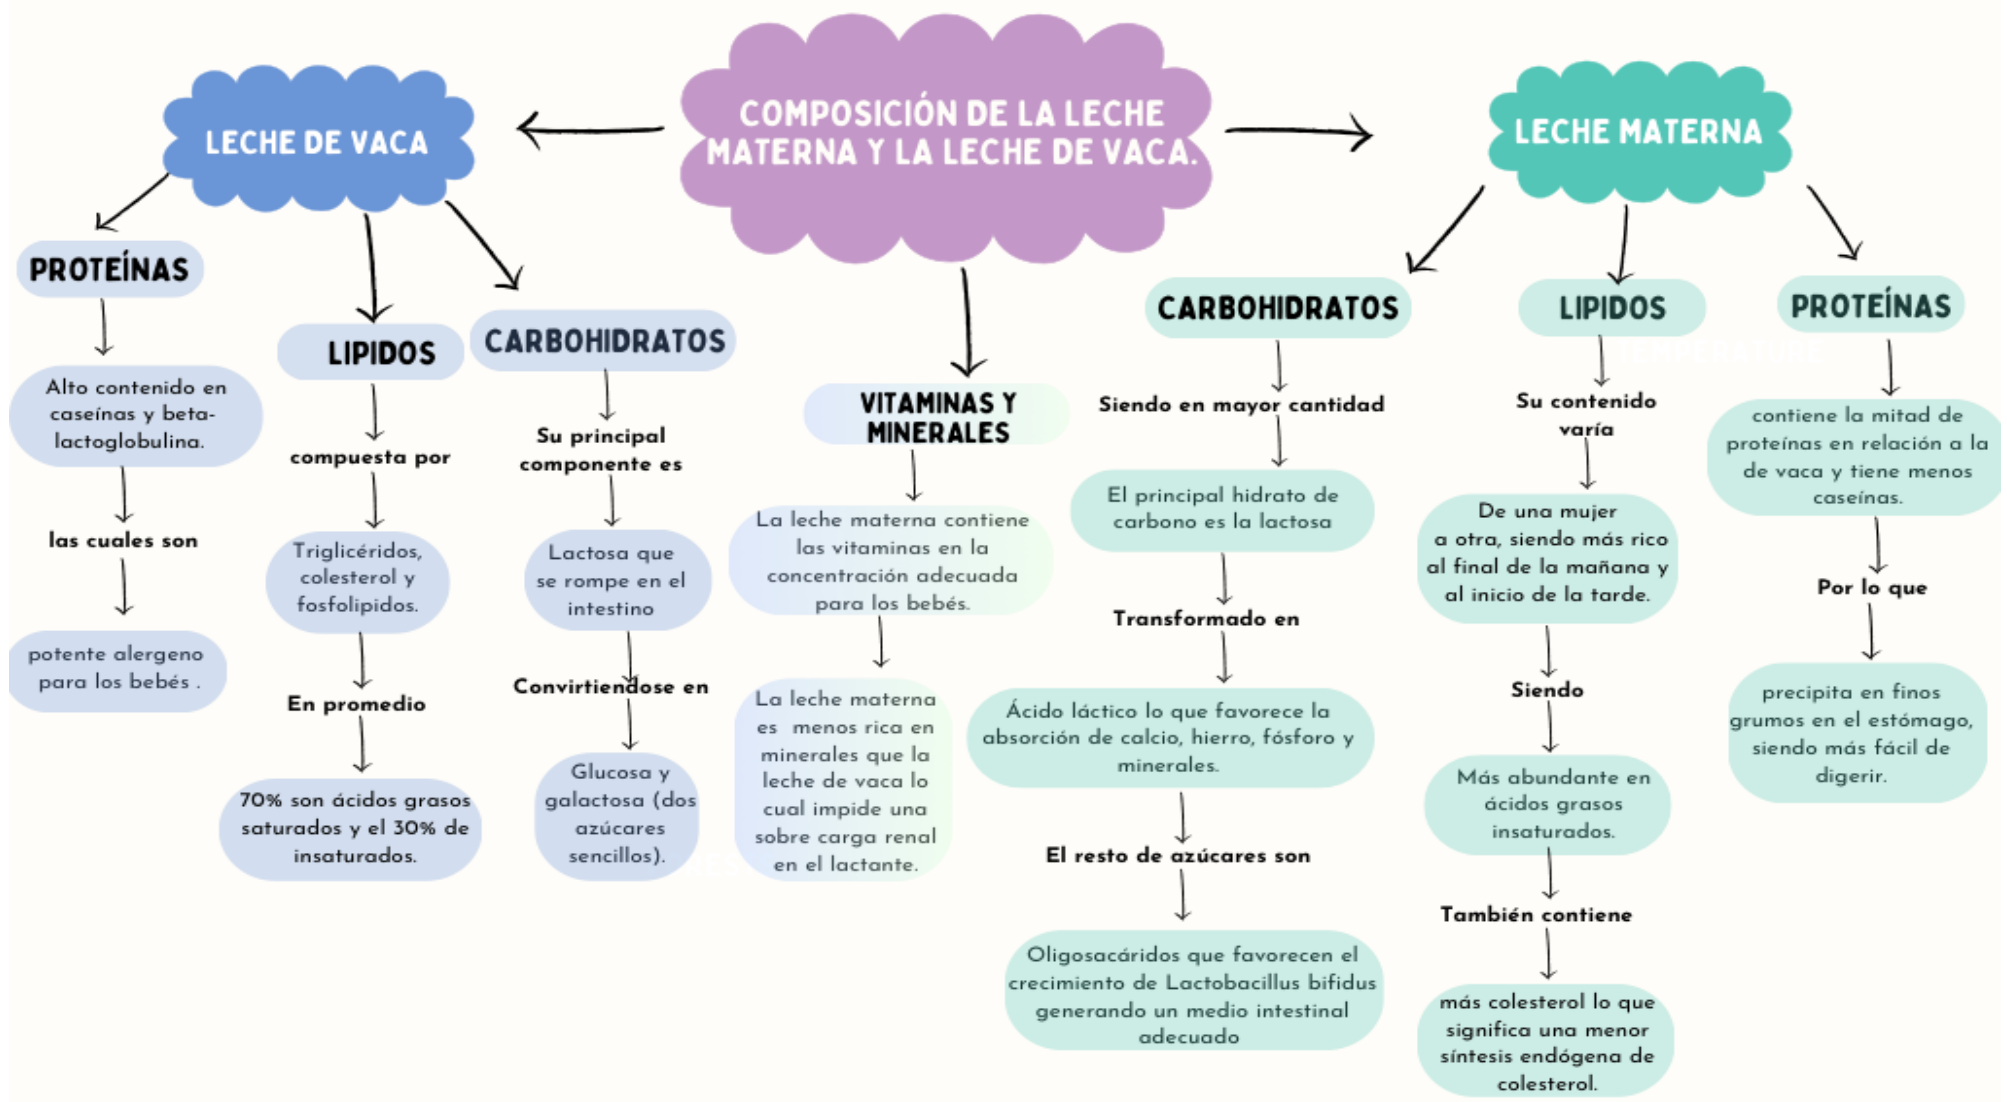 COMPOSICIÓN DE LA LECHE
MATERNA Y LA LECHE DE VACA.
LECHE DE VACA
PROTEÍNAS
Alto contenido en
caseínas y beta-
lactoglobulina.
las cuales son
potente alergeno
para los bebés .
LIPIDOS
compuesta por
Triglicéridos,
colesterol y
fosfolipidos.
En promedio
70% son ácidos grasos
saturados y el 30% de
insaturados.
CARBOHIDRATOS
Su principal
componente es
Lactosa que
se rompe en el
intestino
Convirtiendose en
Glucosa y
galactosa (dos
azúcares
sencillos).
VITAMINAS Y
MINERALES
La leche materna contiene
las vitaminas en la
concentración adecuada
para los bebés.
La leche materna
es menos rica en
minerales que la
leche de vaca lo
cual impide una
sobre carga renal
en el lactante.
LECHE MATERNA
CARBOHIDRATOS
Siendo en mayor cantidad
El principal hidrato de
carbono es la lactosa
Transformado en
Ácido láctico lo que favorece la
absorción de calcio, hierro, fósforo y
minerales.
El resto de azúcares son
Oligosacáridos que favorecen el
crecimiento de Lactobacillus bifidus
generando un medio intestinal
adecuado
LIPIDOS
TEMPERATURE
Su contenido
varía
De una mujer
a otra, siendo más rico
al final de la mañana y
al inicio de la tarde.
Siendo
Más abundante en
ácidos grasos
insaturados.
También contiene
más colesterol lo que
significa una menor
síntesis endógena de
colesterol.
PROTEÍNAS
contiene la mitad de
proteínas en relación a la
de vaca y tiene menos
caseínas.
Por lo que
precipita en finos
grumos en el estómago,
siendo más fácil de
digerir.